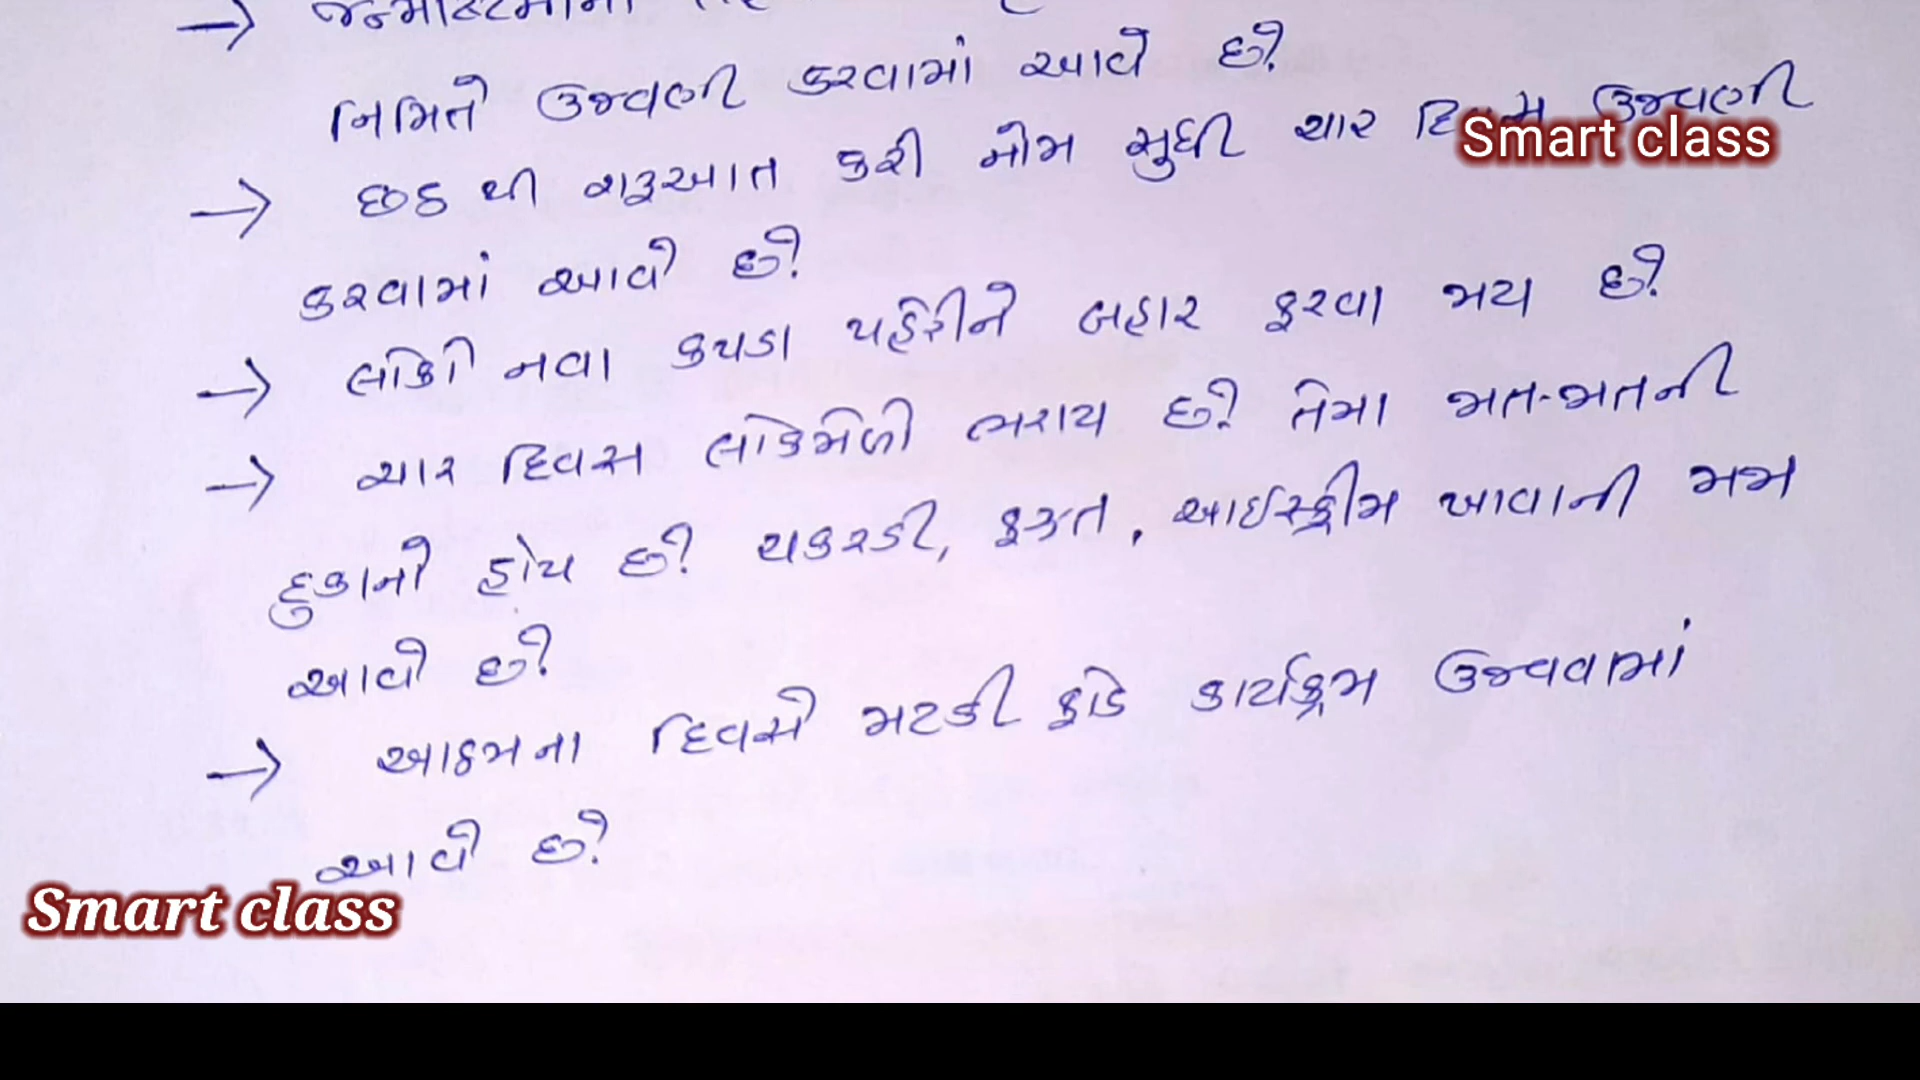 → જન્માષ્ટમીમાં
નિમિતે ઉજવણી કરવામાં આવે છે.
→ છઠ થી શરૂઆત કરી નોમ સુધી ચાર ઉજવણી
Smart class
કરવામાં આવે છે.
→ લોકો નવા કપડા પહેરીને બહાર ફરવા જાય છે.
→ ચાર દિવસ લોકમેળો ભરાય છે. તેમા જાત-જાતની
દુકાનો હોય છે. ચકરડી, ફજત, આઈસ્ક્રીમ ખાવાની મજા
આવે છે.
→ આઠમના દિવસે મટકી ફોડ કાર્યક્રમ ઉજવવામાં
આવે છે.
Smart class